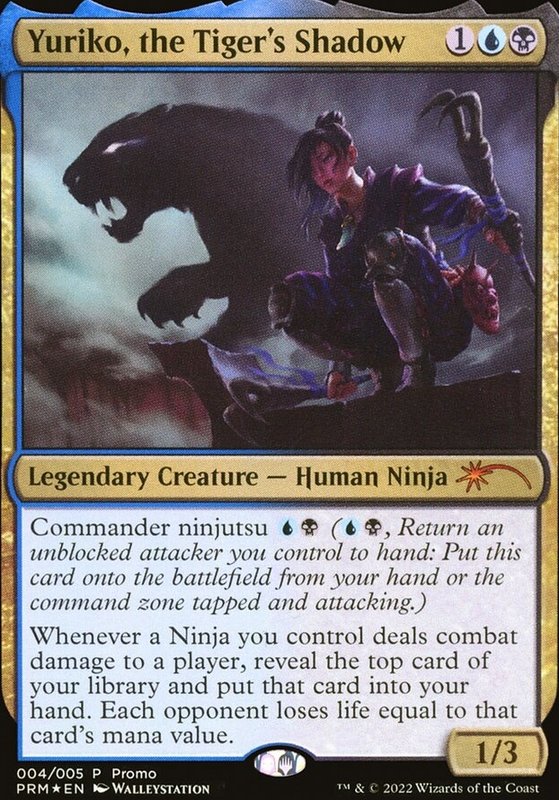 Yuriko, the Tiger's Shadow 1
Legendary Creature — Human Ninja
Commander ninjutsu (, Return an
unblocked attacker you control to hand: Put this
card onto the battlefield from your hand or the
command zone tapped and attacking.)
Whenever a Ninja you control deals combat
damage to a player, reveal the top card of
your library and put that card into your
hand. Each opponent loses life equal to that
card's mana value.
1/3
004/005 P Promo
PRM★EN WALLEYSTATION
™ & © 2022 Wizards of the Coast